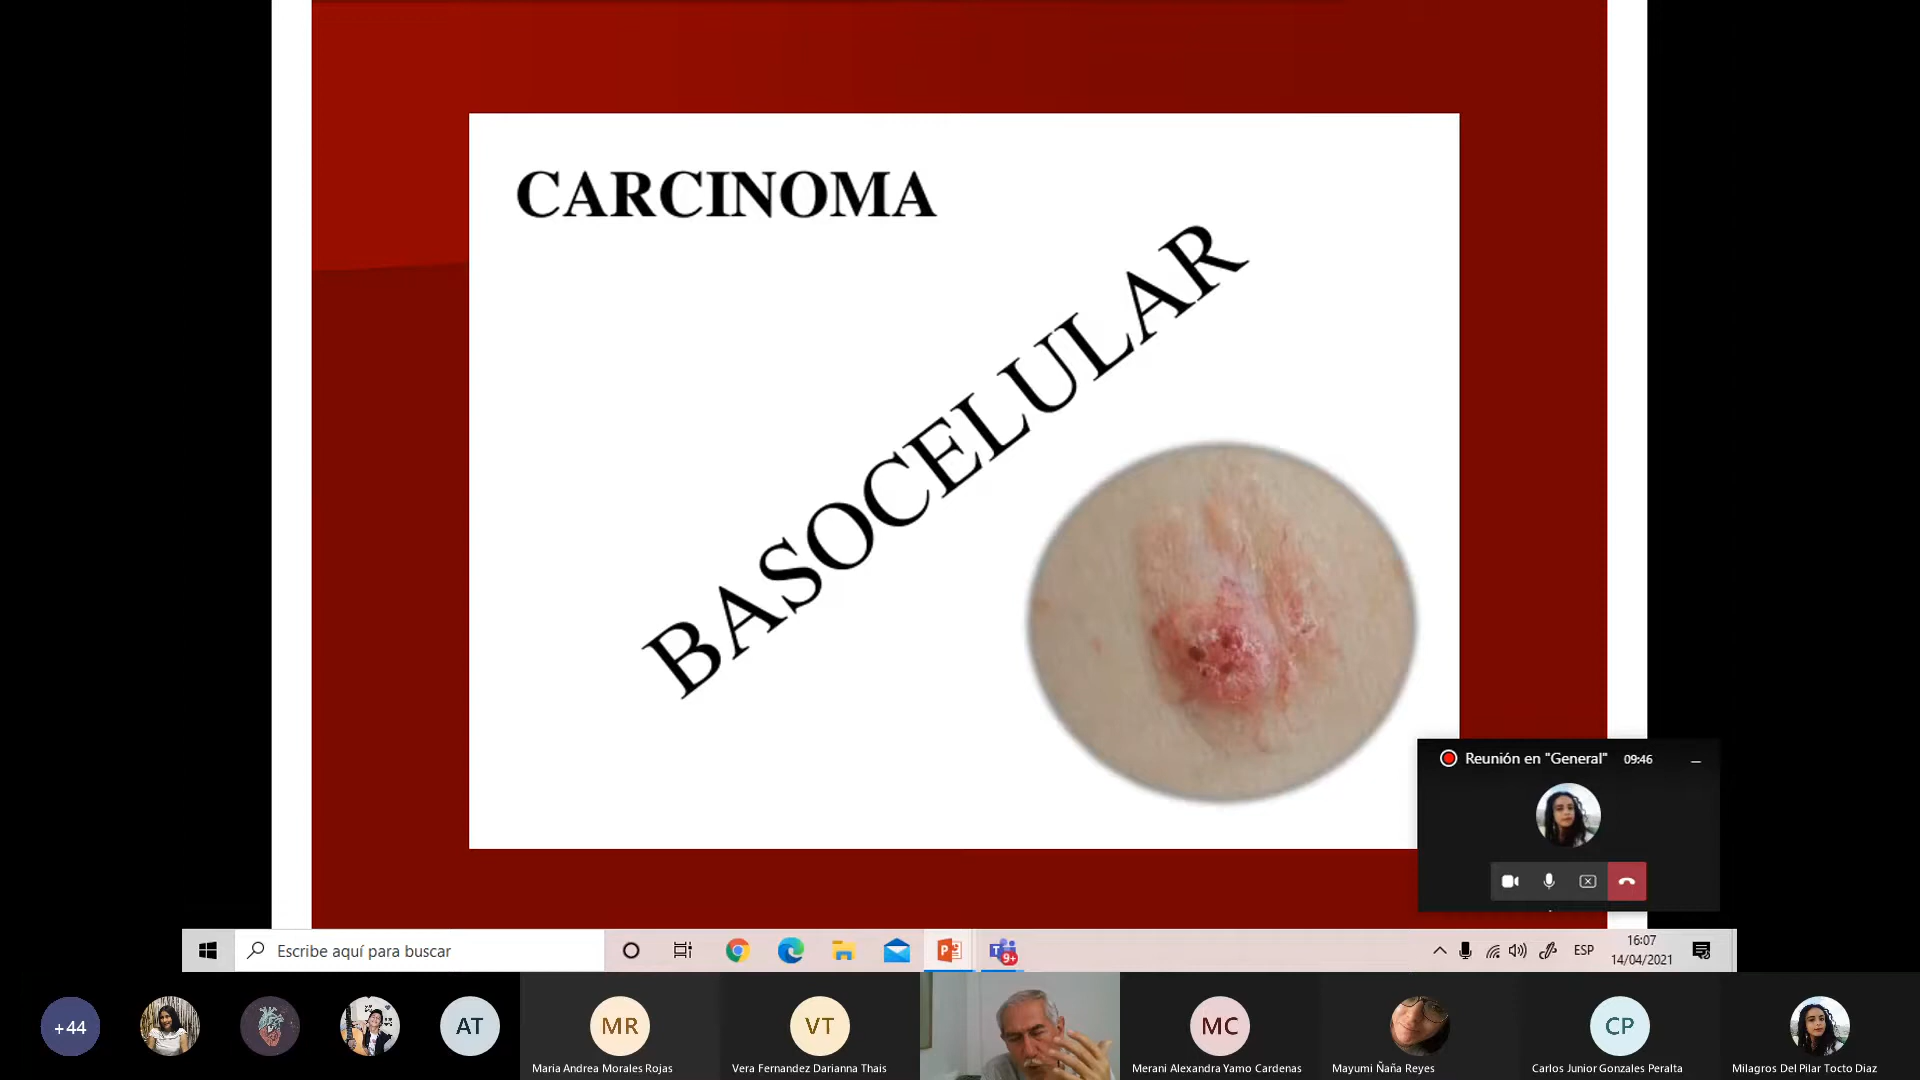 CARCINOMA
BASOCELULAR
Reunión en "General" 09:46
Escribe aquí para buscar
9+
ESP
16:07
14/04/2021
+44
AT
MR
VT
MC
CP
Maria Andrea Morales Rojas
Vera Fernandez Darianna Thais
Merani Alexandra Yamo Cardenas
Mayumi Ñaña Reyes
Carlos Junior Gonzales Peralta
Milagros Del Pilar Tocto Diaz